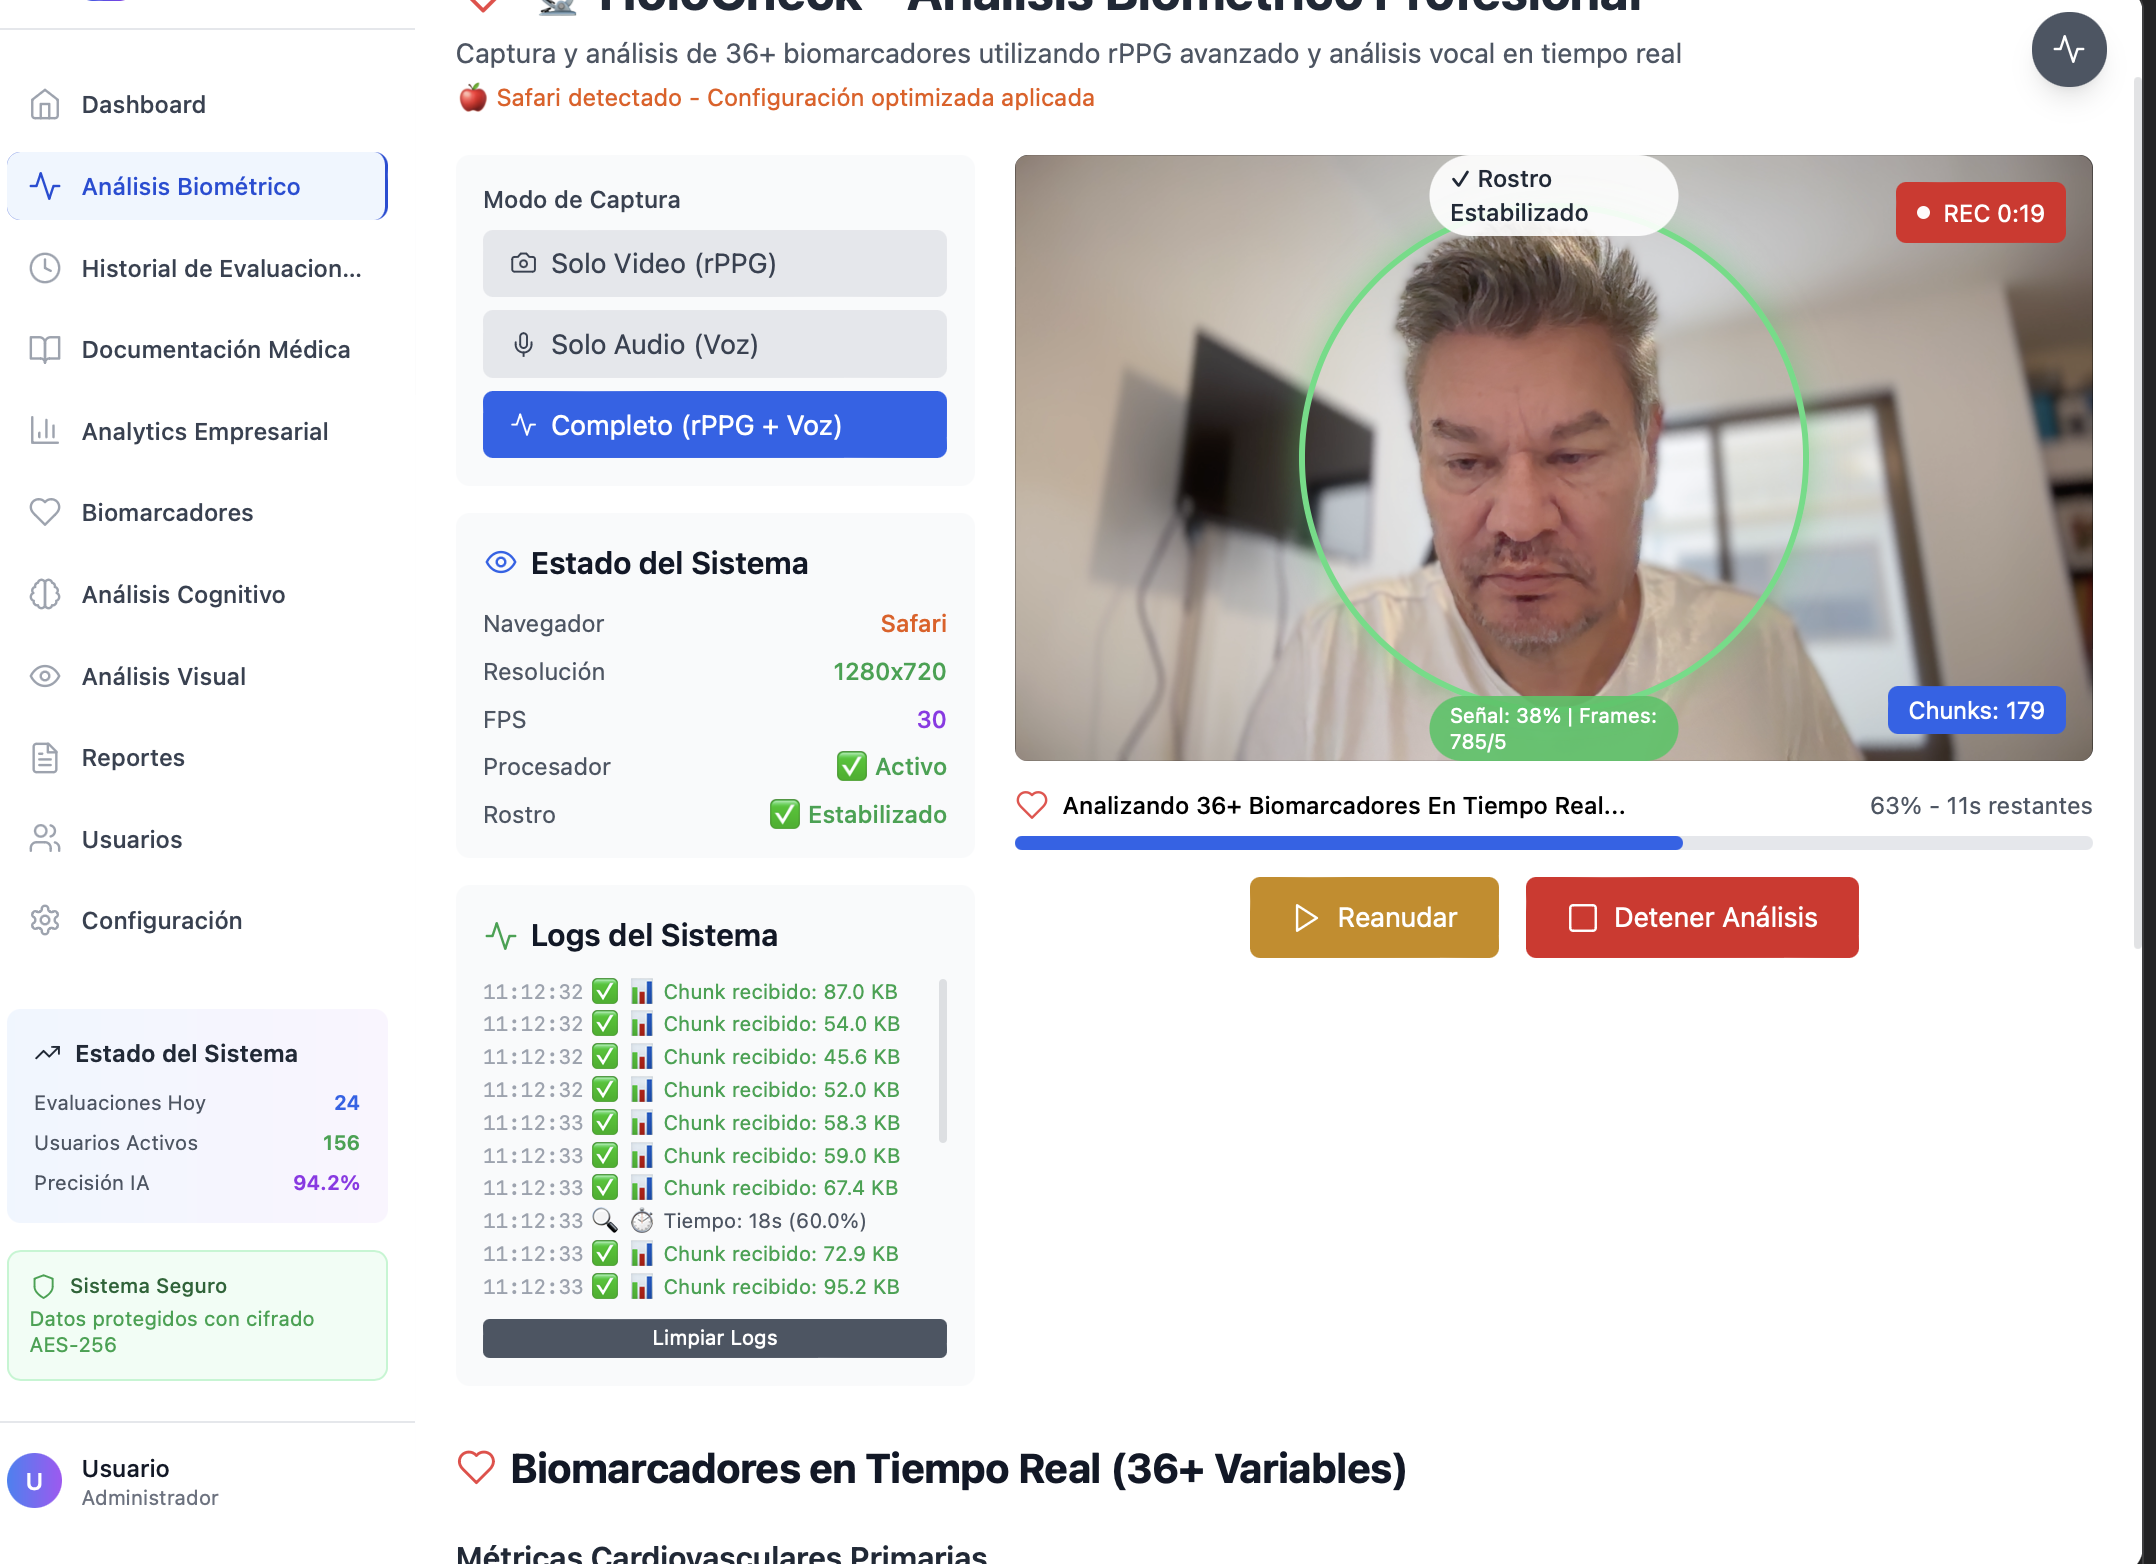 HoloCheck - Análisis Biométrico Profesional
Captura y análisis de 36+ biomarcadores utilizando rPPG avanzado y análisis vocal en tiempo real
Safari detectado - Configuración optimizada aplicada
Dashboard
Análisis Biométrico
Historial de Evaluacion...
Documentación Médica
Analytics Empresarial
Biomarcadores
Análisis Cognitivo
Análisis Visual
Reportes
Usuarios
Configuración
Estado del Sistema
Evaluaciones Hoy 24
Usuarios Activos 156
Precisión IA 94.2%
Sistema Seguro
Datos protegidos con cifrado
AES-256
U
Usuario
Administrador
Modo de Captura
Solo Video (rPPG)
Solo Audio (Voz)
Completo (rPPG + Voz)
Estado del Sistema
Navegador Safari
Resolución 1280x720
FPS 30
Procesador ✅ Activo
Rostro ✅ Estabilizado
Logs del Sistema
11:12:32 ✅ 📊 Chunk recibido: 87.0 KB
11:12:32 ✅ 📊 Chunk recibido: 54.0 KB
11:12:32 ✅ 📊 Chunk recibido: 45.6 KB
11:12:32 ✅ 📊 Chunk recibido: 52.0 KB
11:12:33 ✅ 📊 Chunk recibido: 58.3 KB
11:12:33 ✅ 📊 Chunk recibido: 59.0 KB
11:12:33 ✅ 📊 Chunk recibido: 67.4 KB
11:12:33 🔍 ⏱️ Tiempo: 18s (60.0%)
11:12:33 ✅ 📊 Chunk recibido: 72.9 KB
11:12:33 ✅ 📊 Chunk recibido: 95.2 KB
Limpiar Logs
✓ Rostro
Estabilizado
REC 0:19
Señal: 38% | Frames:
785/5
Chunks: 179
Analizando 36+ Biomarcadores En Tiempo Real...
63% - 11s restantes
Reanudar
Detener Análisis
Biomarcadores en Tiempo Real (36+ Variables)
Métricas Cardiovasculares Primarias